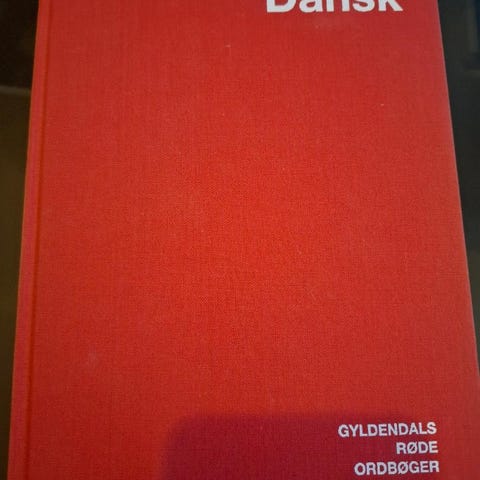 Dansk
GYLDENDALS
RØDE
ORDBØGER